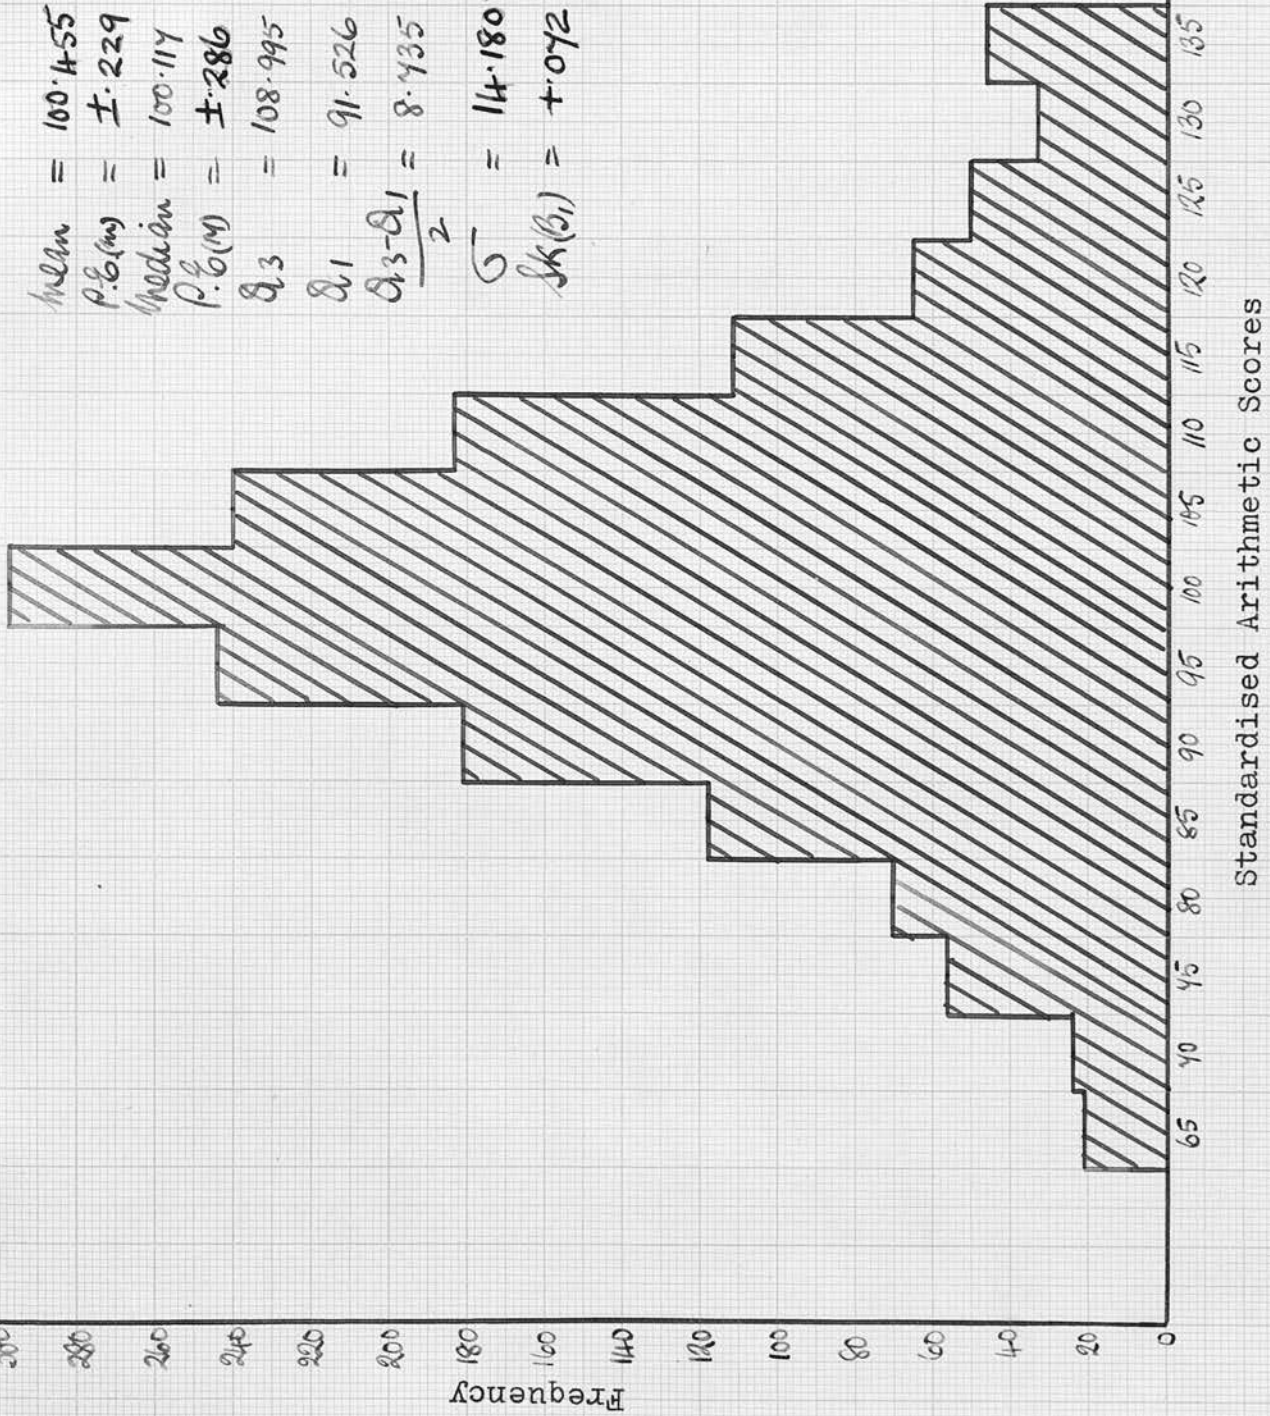 Mean = 100·455
P.E.(m) = ±·229
Median = 100·117
P.E(M) = ±·286
Q3 = 108·995
Q1 = 91·526
Q3-Q1 / 2 = 8·735
σ = 14·180
SK(B1) = +·072
Frequency
300
280
260
240
220
200
180
160
140
120
100
80
60
40
20
0
65 70 75 80 85 90 95 100 105 110 115 120 125 130 135
Standardised Arithmetic Scores